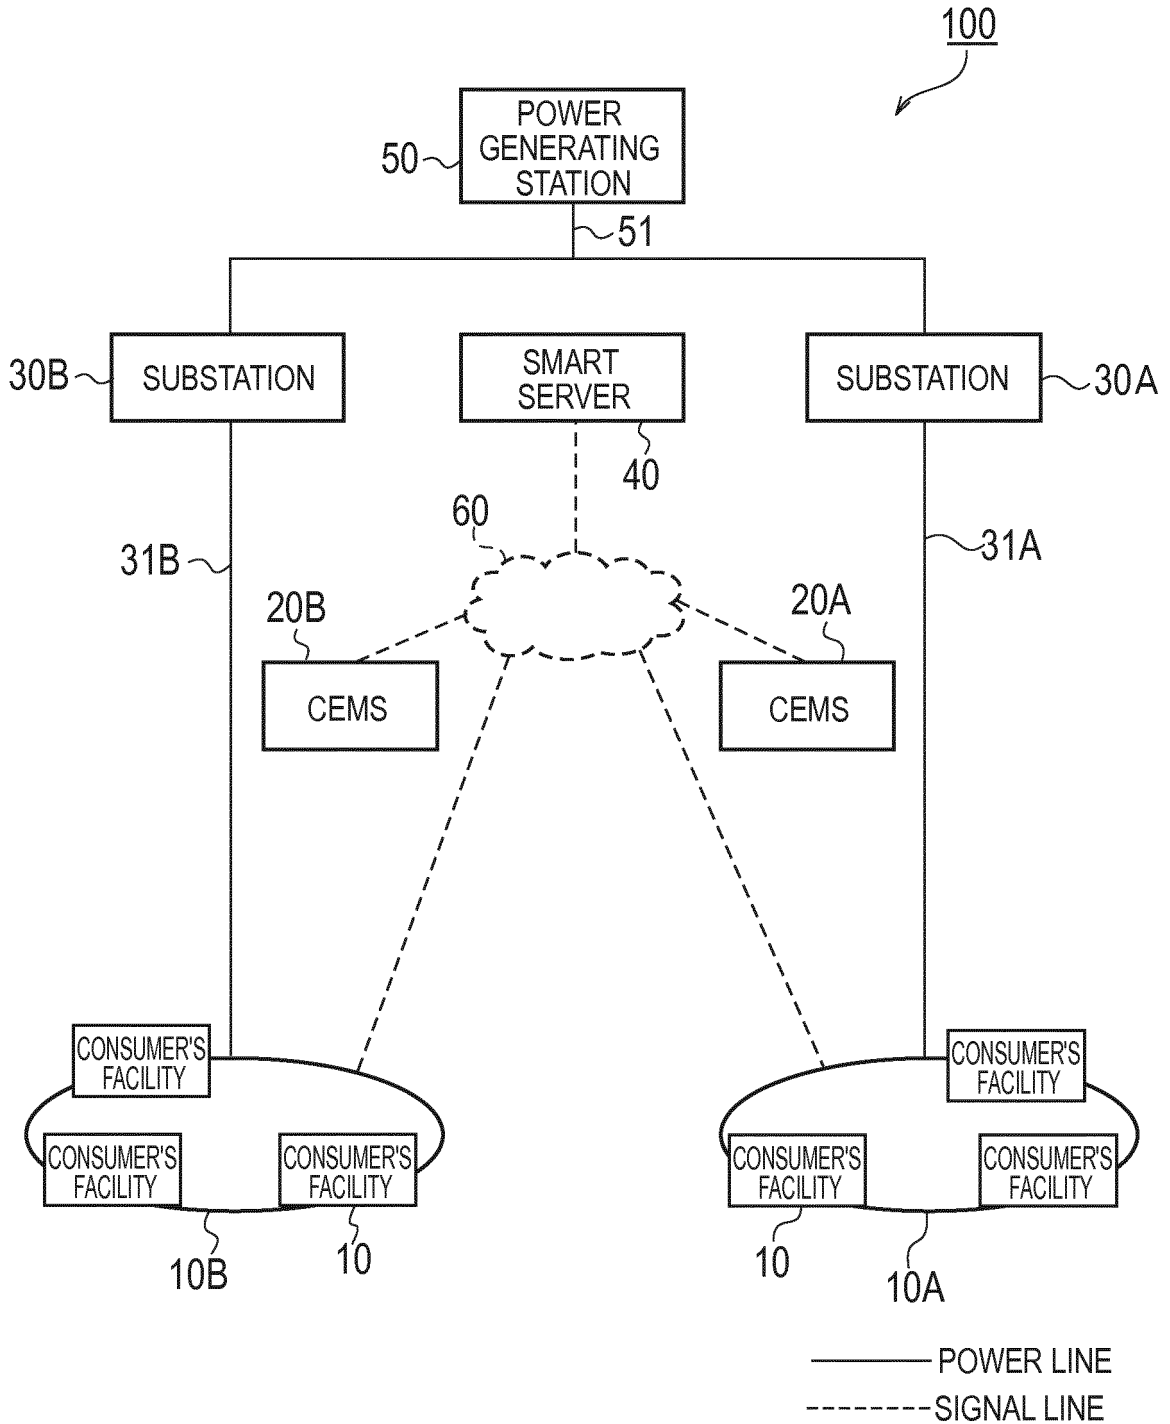 100
POWER
GENERATING
STATION
50
51
30B
SUBSTATION
SMART
SERVER
SUBSTATION
30A
40
60
31B
31A
20B
20A
CEMS
CEMS
CONSUMER'S
FACILITY
CONSUMER'S
FACILITY
CONSUMER'S
FACILITY
CONSUMER'S
FACILITY
CONSUMER'S
FACILITY
CONSUMER'S
FACILITY
10B
10
10
10A
POWER LINE
SIGNAL LINE